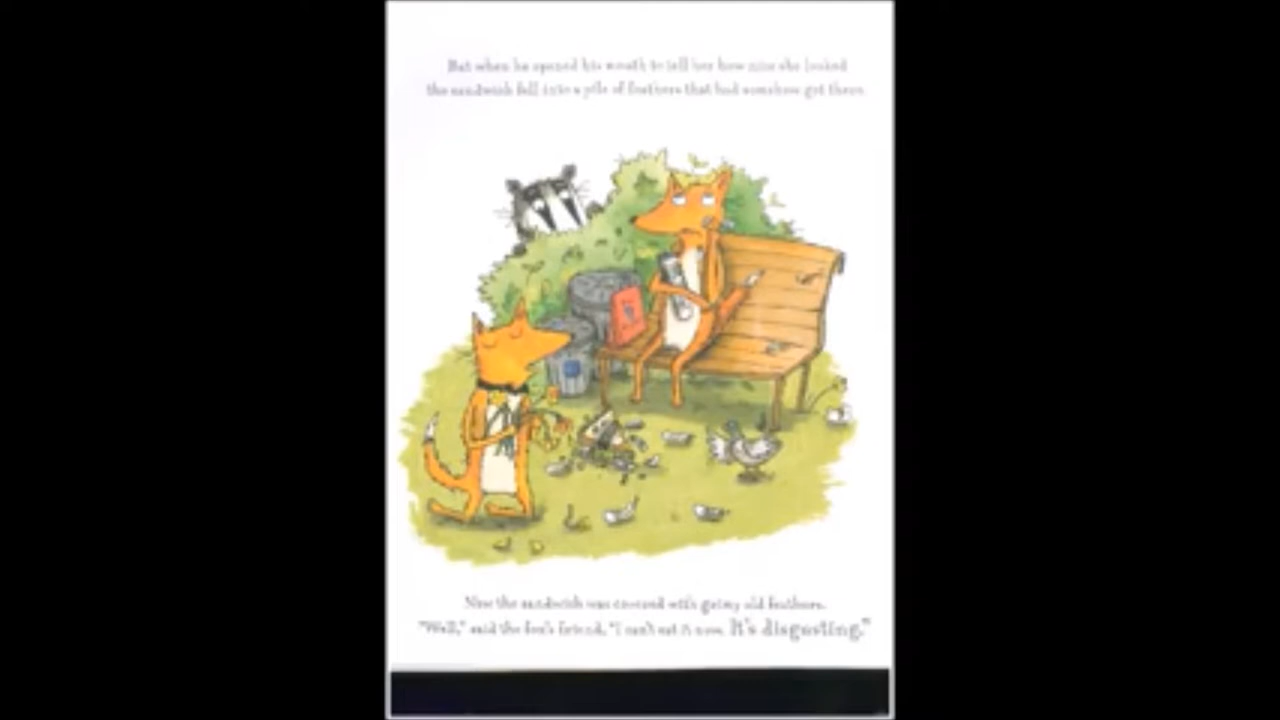 But when he opened his mouth to tell her how nice she looked
the sandwich fell into a pile of feathers that had somehow got there.
Now the sandwich was covered with grimy old feathers.
"Well," said the fox's friend, "I can't eat it now. It's disgusting."